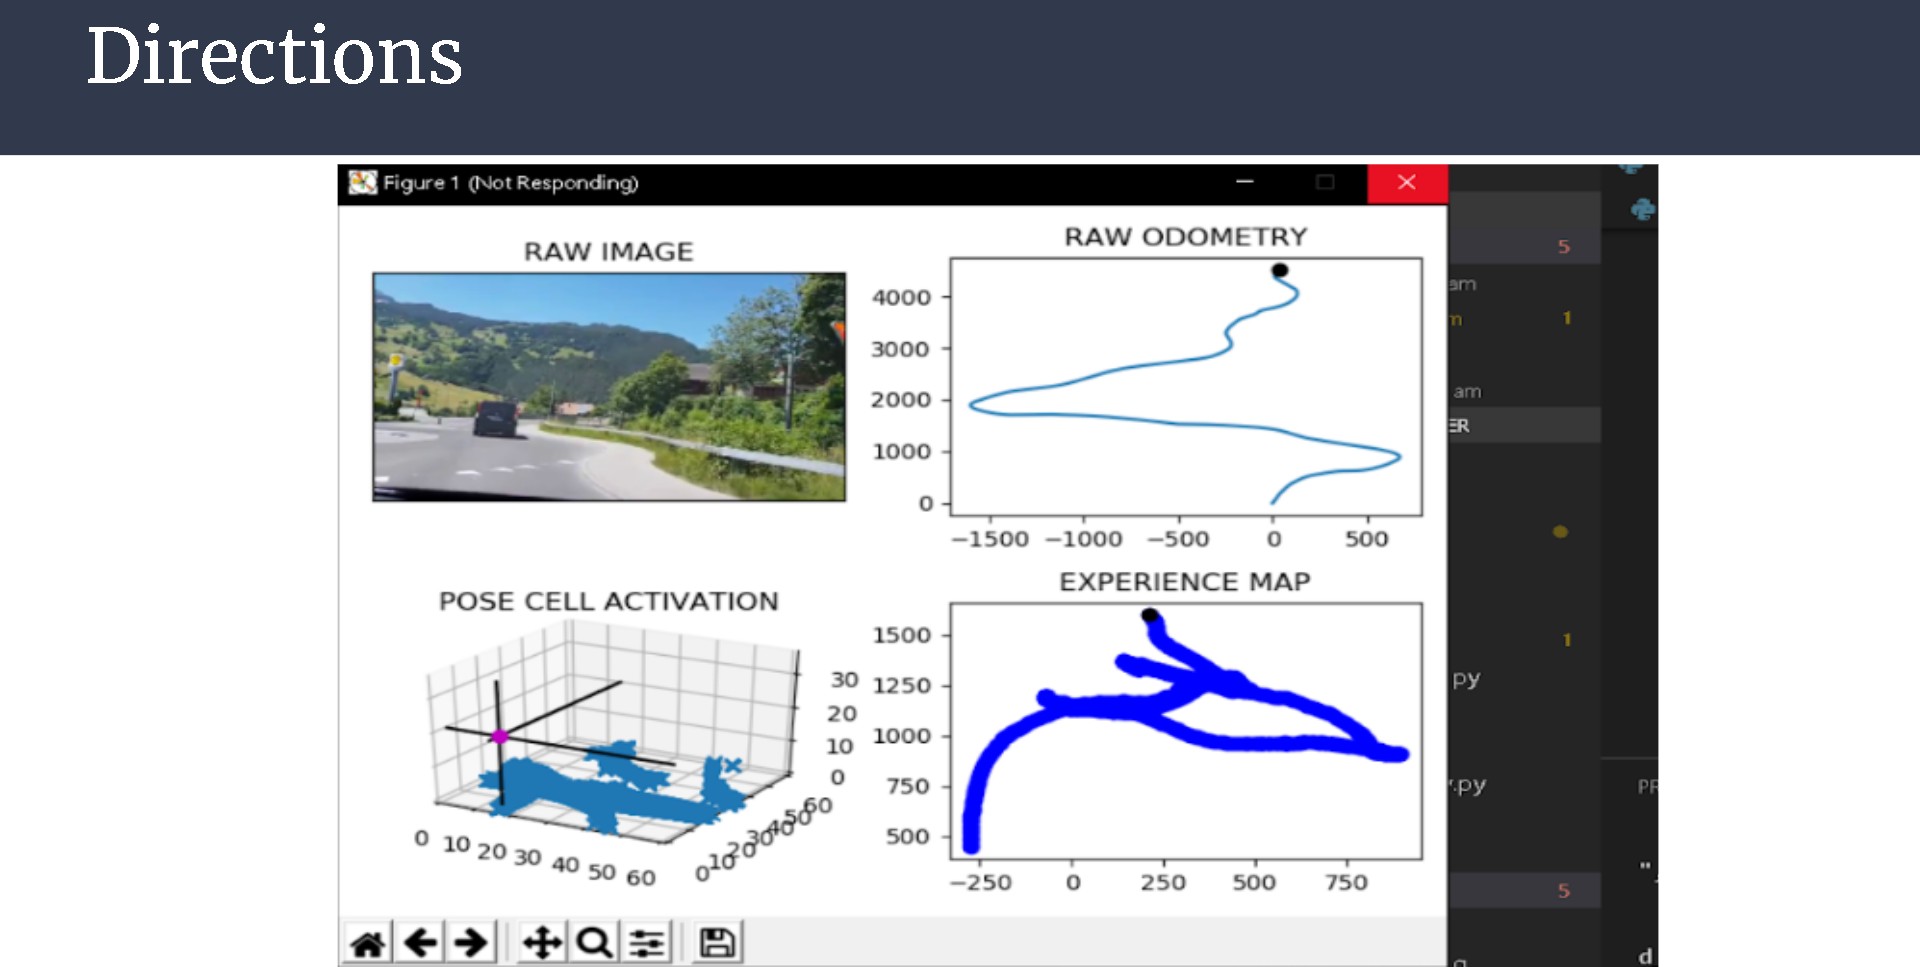 Directions
Figure 1 (Not Responding)
RAW IMAGE
RAW ODOMETRY
4000
3000
2000
1000
0
−1500 −1000 −500 0 500
POSE CELL ACTIVATION
30
20
10
0
0 10 20 30 40 50 60
0 10 20 30 40 50 60
EXPERIENCE MAP
1500
1250
1000
750
500
−250 0 250 500 750
5
am
m 1
am
ER
1
py
.py
PR
5
"
d